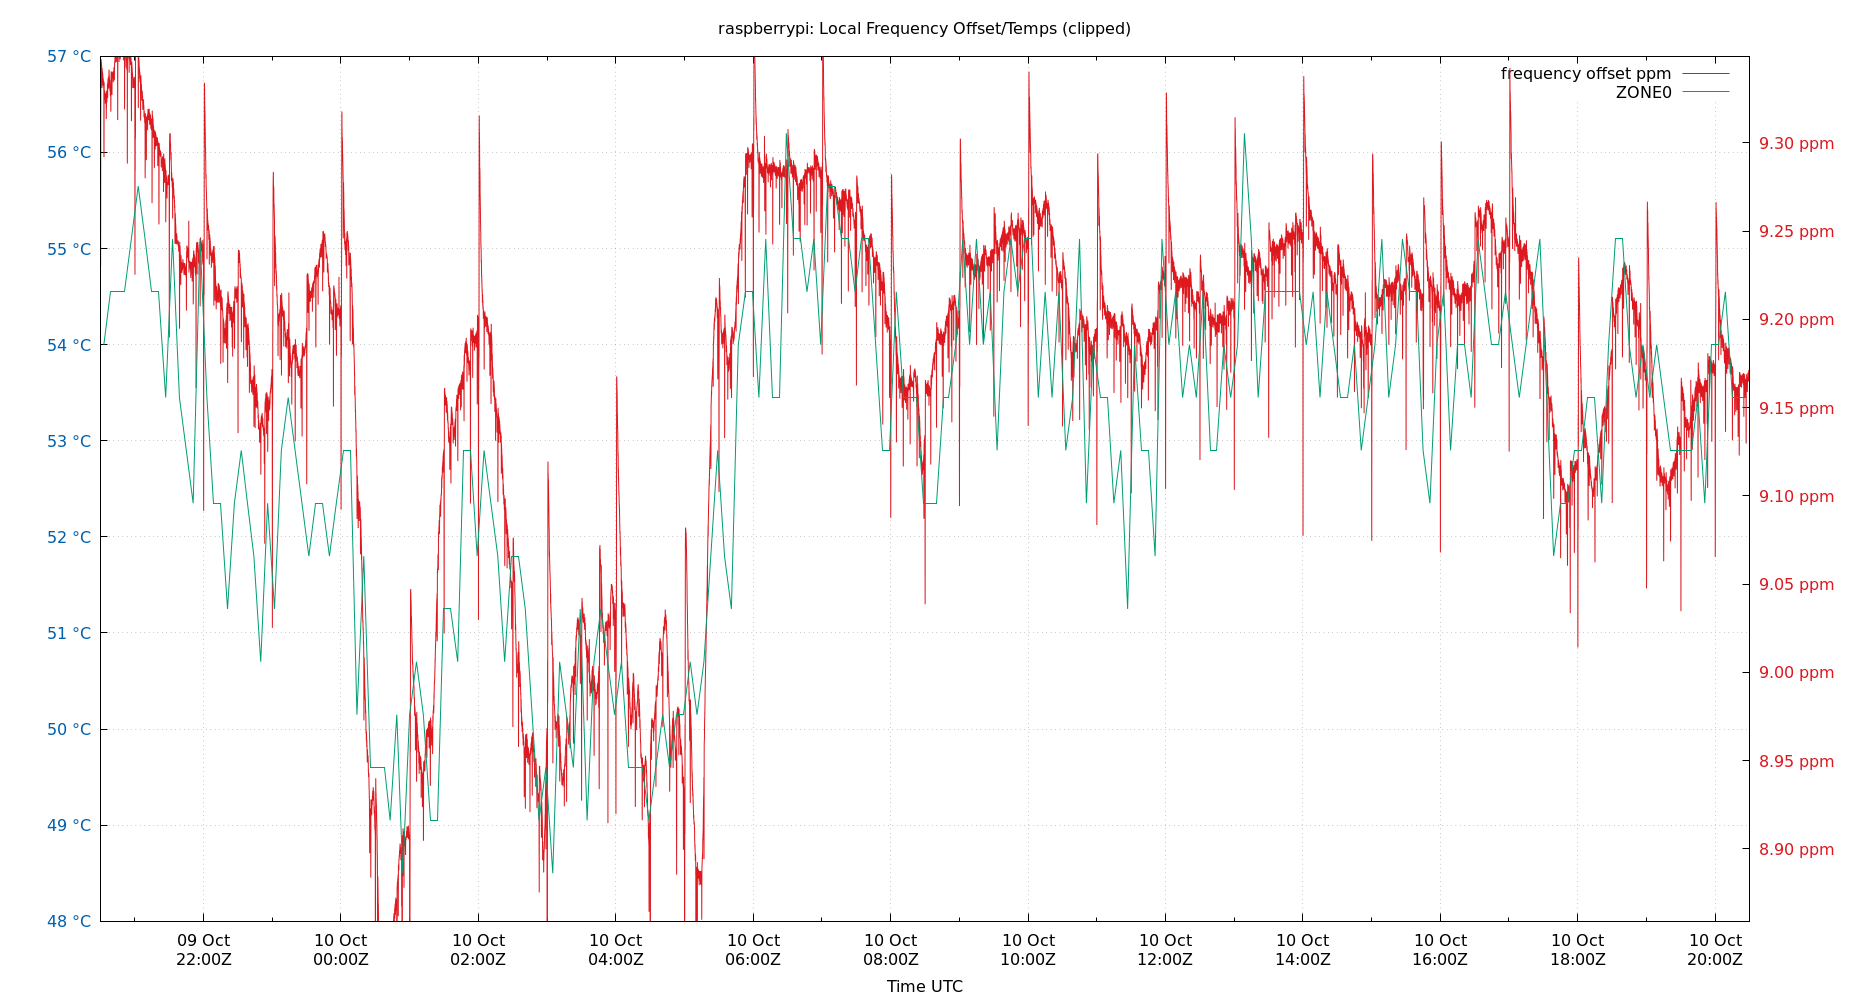 raspberrypi: Local Frequency Offset/Temps (clipped)
57 °C
56 °C
55 °C
54 °C
53 °C
52 °C
51 °C
50 °C
49 °C
48 °C
frequency offset ppm
ZONE0
9.30 ppm
9.25 ppm
9.20 ppm
9.15 ppm
9.10 ppm
9.05 ppm
9.00 ppm
8.95 ppm
8.90 ppm
09 Oct
22:00Z
10 Oct
00:00Z
10 Oct
02:00Z
10 Oct
04:00Z
10 Oct
06:00Z
10 Oct
08:00Z
10 Oct
10:00Z
10 Oct
12:00Z
10 Oct
14:00Z
10 Oct
16:00Z
10 Oct
18:00Z
10 Oct
20:00Z
Time UTC